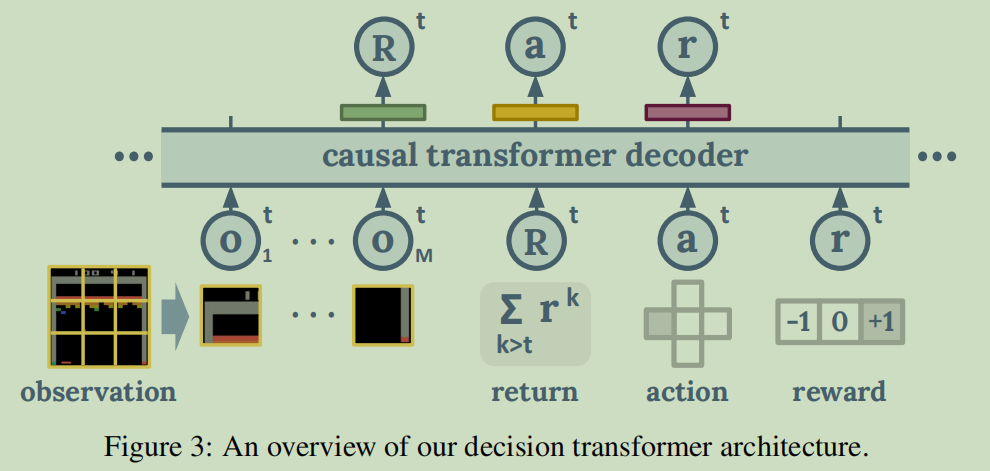 R t a t r t
... causal transformer decoder ...
o 1 t ... o M t R t a t r t
... Σ r k -1 0 +1
k>t
observation return action reward
Figure 3: An overview of our decision transformer architecture.